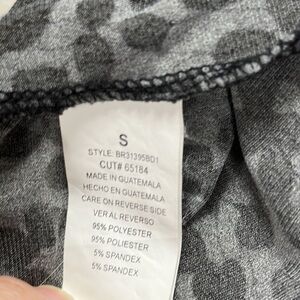 S
STYLE: BR31395BD1
CUT# 65184
MADE IN GUATEMALA
HECHO EN GUATEMALA
CARE ON REVERSE SIDE
VER AL REVERSO
95% POLYESTER
95% POLIESTER
5% SPANDEX
5% SPANDEX